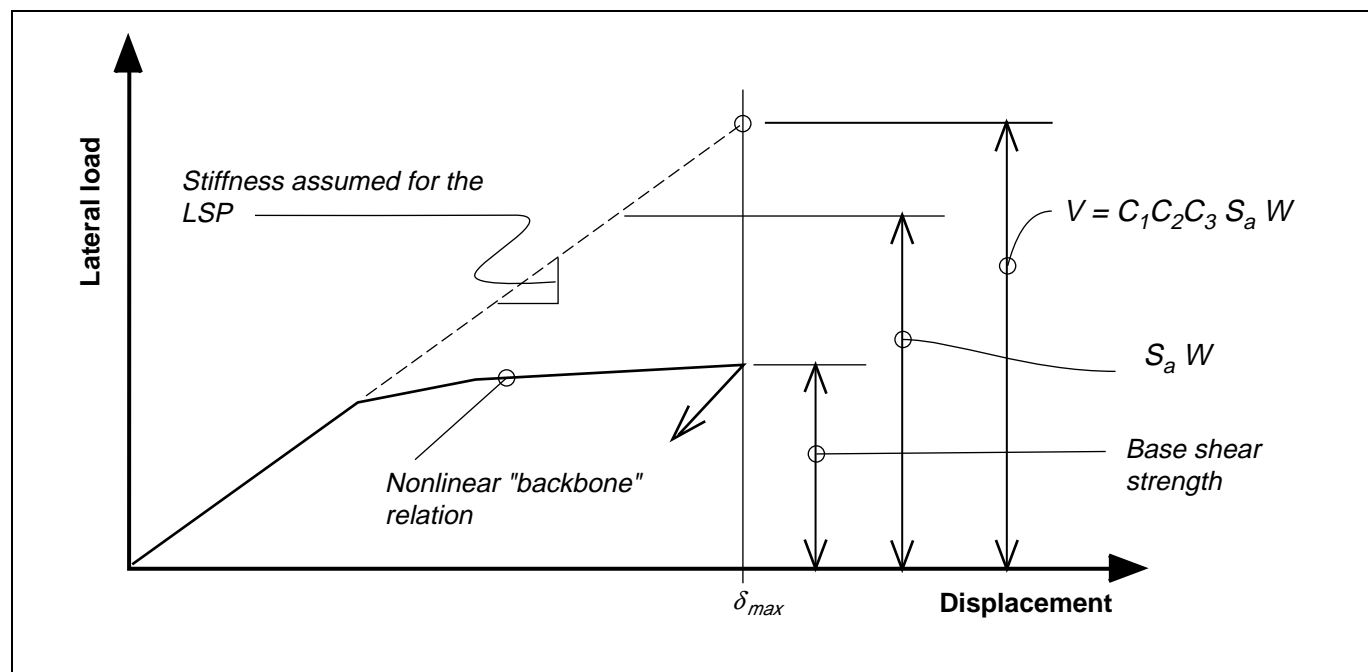 Lateral load
Stiffness assumed for the
LSP
V = C1C2C3 Sa W
Sa W
Nonlinear "backbone"
relation
Base shear
strength
δmax
Displacement